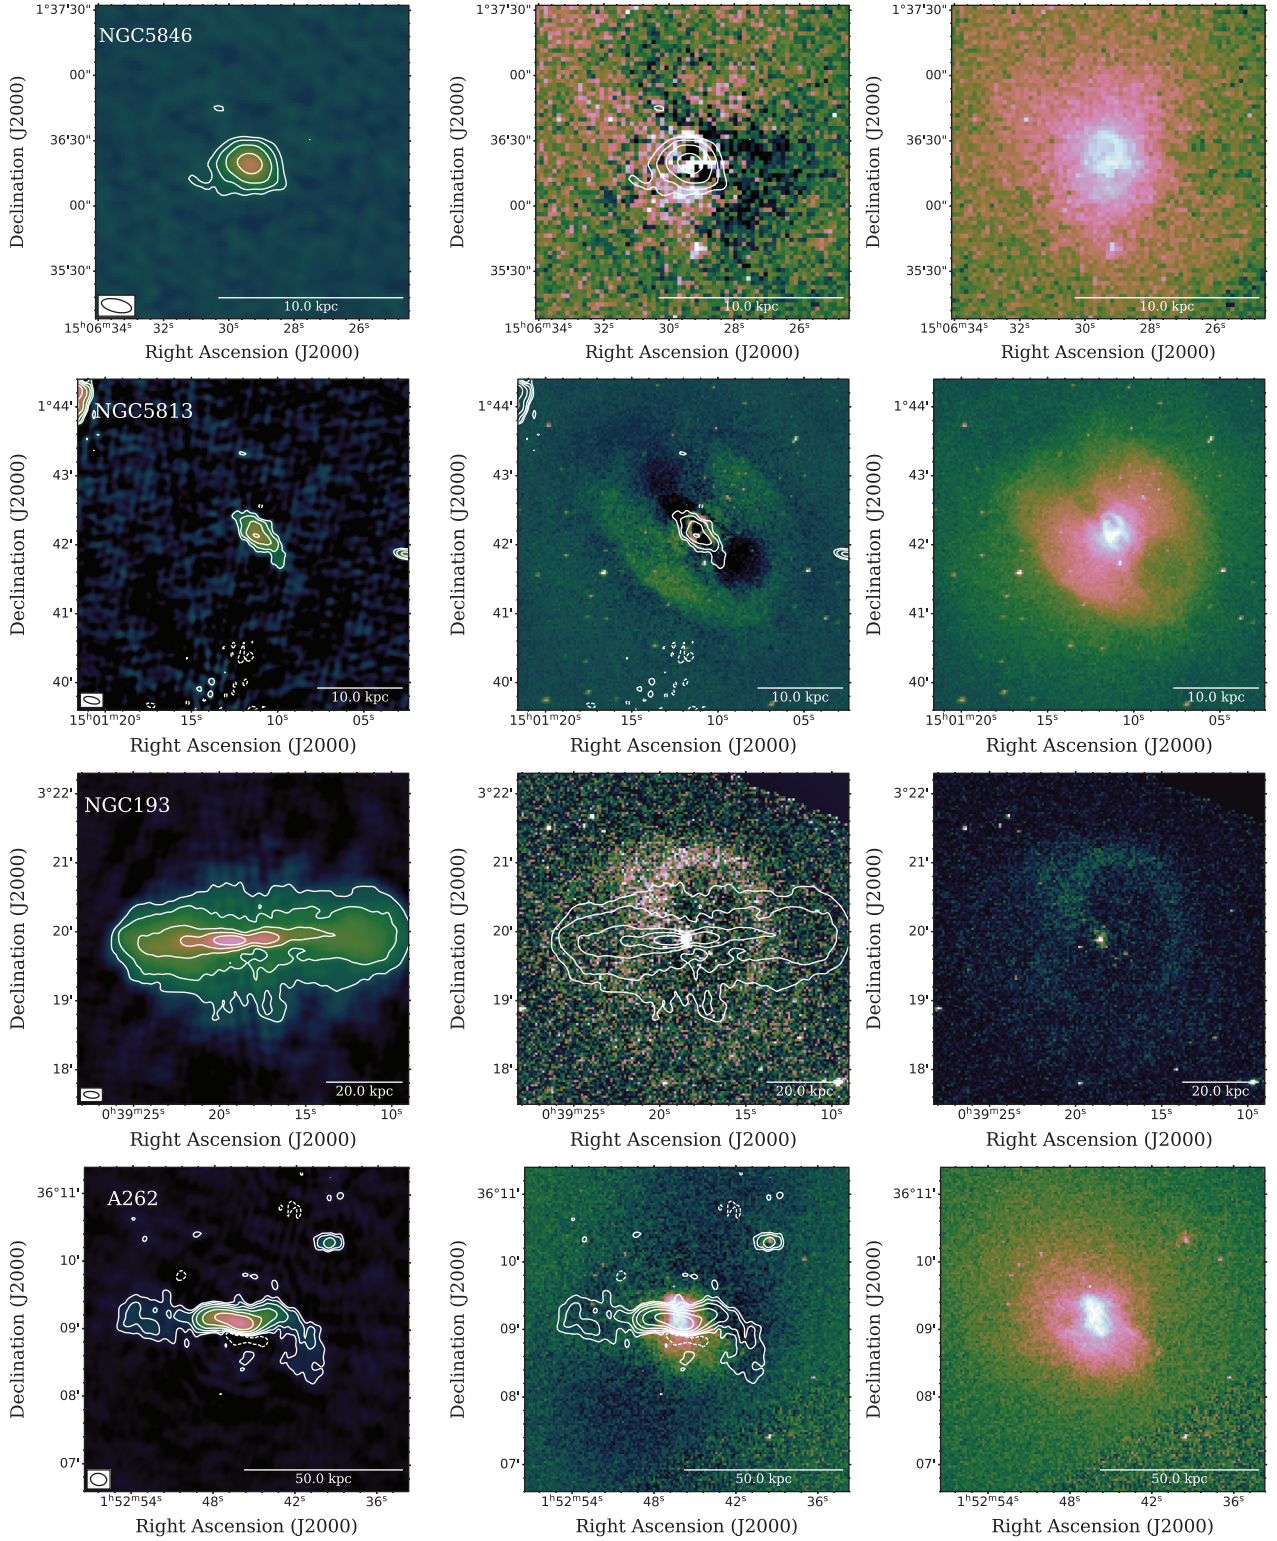 NGC5846
1°37'30"
00"
36'30"
00"
35'30"
10.0 kpc
15ʰ06ᵐ34ˢ 32ˢ 30ˢ 28ˢ 26ˢ
Right Ascension (J2000)
Declination (J2000)
1°37'30"
00"
36'30"
00"
35'30"
10.0 kpc
15ʰ06ᵐ34ˢ 32ˢ 30ˢ 28ˢ 26ˢ
Right Ascension (J2000)
Declination (J2000)
1°37'30"
00"
36'30"
00"
35'30"
10.0 kpc
15ʰ06ᵐ34ˢ 32ˢ 30ˢ 28ˢ 26ˢ
Right Ascension (J2000)
Declination (J2000)
NGC5813
1°44'
43'
42'
41'
40'
10.0 kpc
15ʰ01ᵐ20ˢ 15ˢ 10ˢ 05ˢ
Right Ascension (J2000)
Declination (J2000)
1°44'
43'
42'
41'
40'
10.0 kpc
15ʰ01ᵐ20ˢ 15ˢ 10ˢ 05ˢ
Right Ascension (J2000)
Declination (J2000)
1°44'
43'
42'
41'
40'
10.0 kpc
15ʰ01ᵐ20ˢ 15ˢ 10ˢ 05ˢ
Right Ascension (J2000)
Declination (J2000)
NGC193
3°22'
21'
20'
19'
18'
20.0 kpc
0ʰ39ᵐ25ˢ 20ˢ 15ˢ 10ˢ
Right Ascension (J2000)
Declination (J2000)
3°22'
21'
20'
19'
18'
20.0 kpc
0ʰ39ᵐ25ˢ 20ˢ 15ˢ 10ˢ
Right Ascension (J2000)
Declination (J2000)
3°22'
21'
20'
19'
18'
20.0 kpc
0ʰ39ᵐ25ˢ 20ˢ 15ˢ 10ˢ
Right Ascension (J2000)
Declination (J2000)
A262
36°11'
10'
09'
08'
07'
50.0 kpc
1ʰ52ᵐ54ˢ 48ˢ 42ˢ 36ˢ
Right Ascension (J2000)
Declination (J2000)
36°11'
10'
09'
08'
07'
50.0 kpc
1ʰ52ᵐ54ˢ 48ˢ 42ˢ 36ˢ
Right Ascension (J2000)
Declination (J2000)
36°11'
10'
09'
08'
07'
50.0 kpc
1ʰ52ᵐ54ˢ 48ˢ 42ˢ 36ˢ
Right Ascension (J2000)
Declination (J2000)